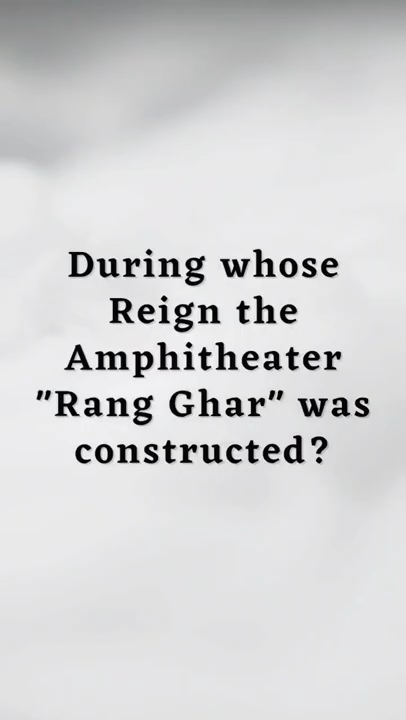 During whose
Reign the
Amphitheater
"Rang Ghar" was
constructed?